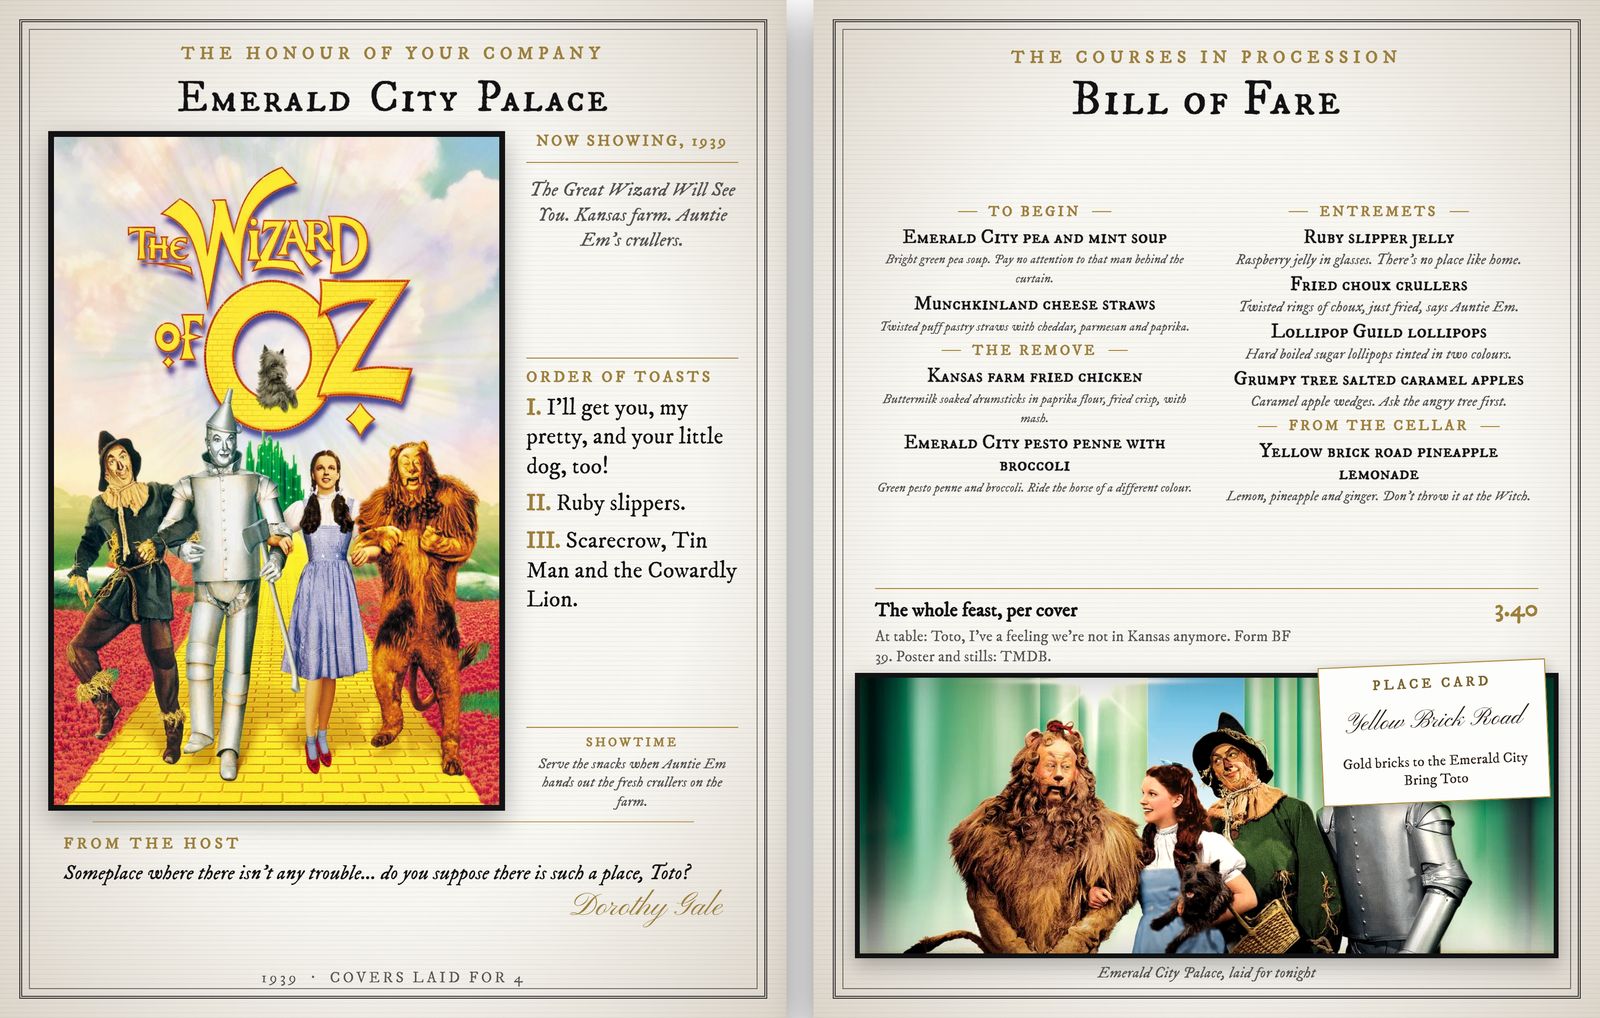 THE HONOUR OF YOUR COMPANY
Emerald City Palace
THE WIZARD
OF OZ
NOW SHOWING, 1939
The Great Wizard Will See
You. Kansas farm. Auntie
Em's crullers.
ORDER OF TOASTS
I. I'll get you, my
pretty, and your little
dog, too!
II. Ruby slippers.
III. Scarecrow, Tin
Man and the Cowardly
Lion.
SHOWTIME
Serve the snacks when Auntie Em
hands out the fresh crullers on the
farm.
FROM THE HOST
Someplace where there isn't any trouble... do you suppose there is such a place, Toto?
Dorothy Gale
1939 · COVERS LAID FOR 4
THE COURSES IN PROCESSION
Bill of Fare
TO BEGIN
Emerald City pea and mint soup
Bright green pea soup. Pay no attention to that man behind the
curtain.
Munchkinland cheese straws
Twisted puff pastry straws with cheddar, parmesan and paprika.
THE REMOVE
Kansas farm fried chicken
Buttermilk soaked drumsticks in paprika flour, fried crisp, with
mash.
Emerald City pesto penne with
broccoli
Green pesto penne and broccoli. Ride the horse of a different colour.
ENTREMETS
Ruby slipper jelly
Raspberry jelly in glasses. There's no place like home.
Fried choux crullers
Twisted rings of choux, just fried, says Auntie Em.
Lollipop Guild lollipops
Hard boiled sugar lollipops tinted in two colours.
Grumpy tree salted caramel apples
Caramel apple wedges. Ask the angry tree first.
FROM THE CELLAR
Yellow brick road pineapple
lemonade
Lemon, pineapple and ginger. Don't throw it at the Witch.
The whole feast, per cover 3.40
At table: Toto, I've a feeling we're not in Kansas anymore. Form BF
39. Poster and stills: TMDB.
PLACE CARD
Yellow Brick Road
Gold bricks to the Emerald City
Bring Toto
Emerald City Palace, laid for tonight